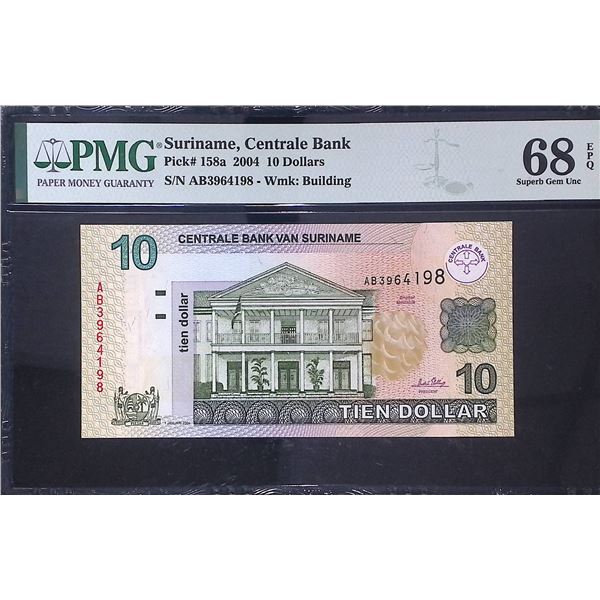 PMG®
PAPER MONEY GUARANTY
Suriname, Centrale Bank
Pick# 158a 2004 10 Dollars
S/N AB3964198 - Wmk: Building
68 EPQ
Superb Gem Unc
10
CENTRALE BANK VAN SURINAME
CENTRALE BANK
AB3964198
AB3964198
tien dollar
10
TIEN DOLLAR